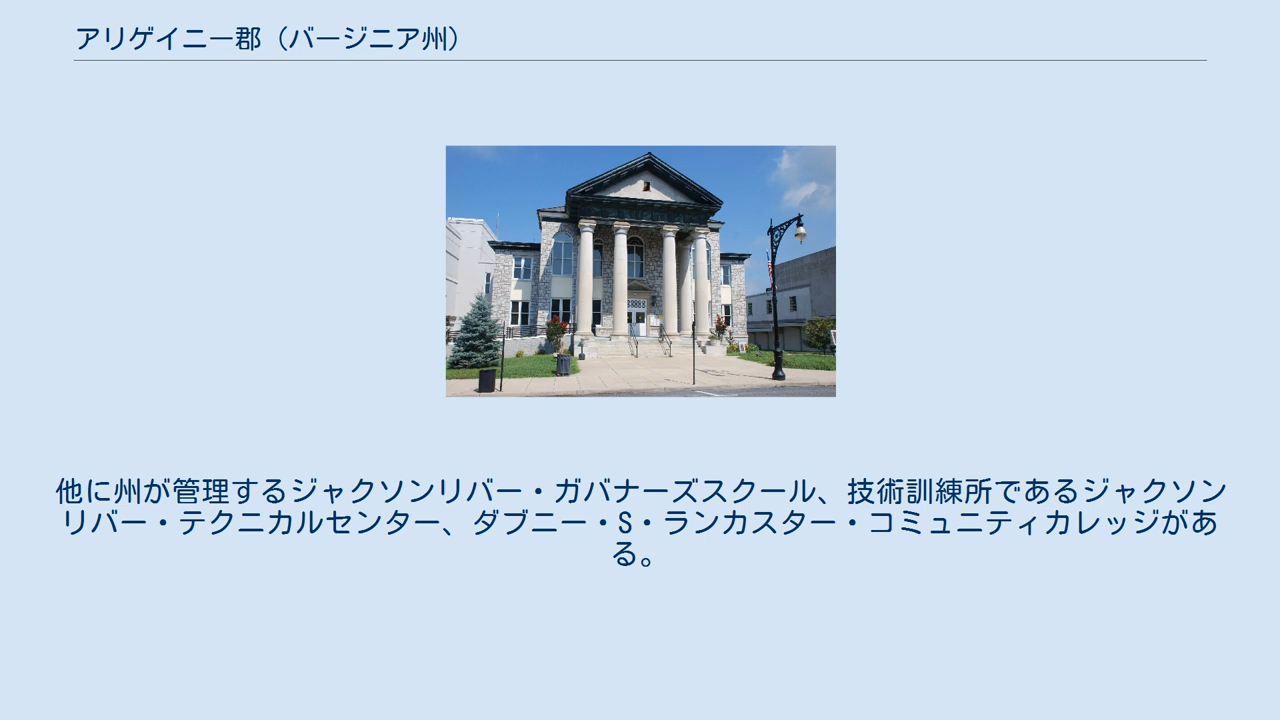 アリゲイニー郡（バージニア州）
他に州が管理するジャクソンリバー・ガバナーズスクール、技術訓練所であるジャクソン
リバー・テクニカルセンター、ダブニー・S・ランカスター・コミュニティカレッジがあ
る。